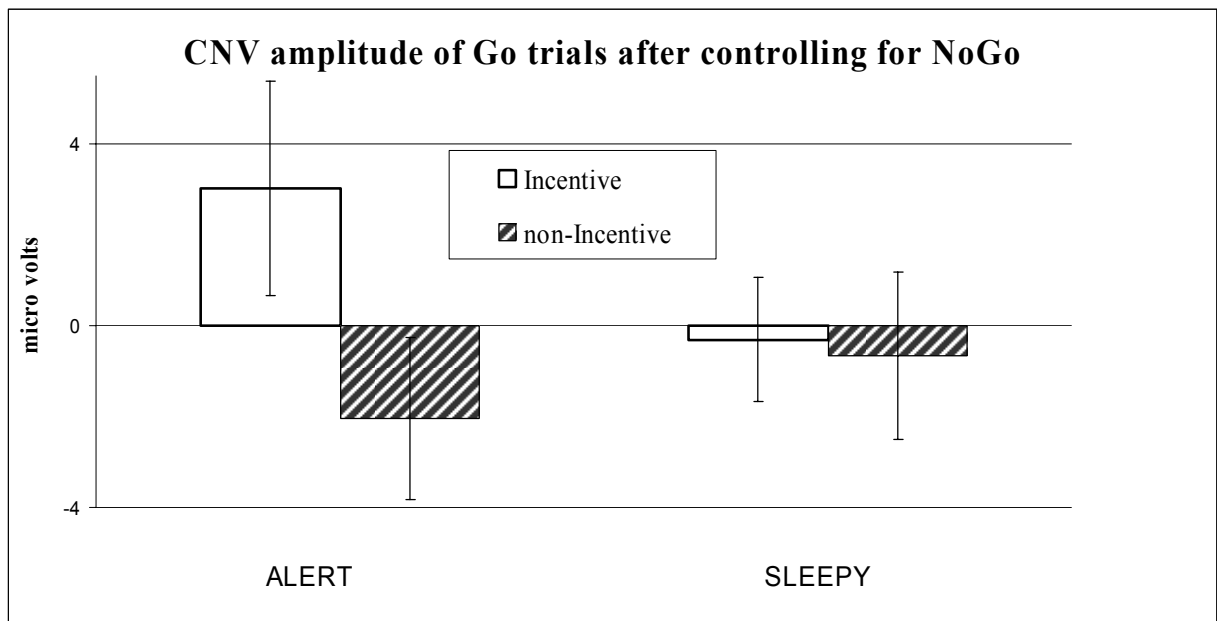 CNV amplitude of Go trials after controlling for NoGo
4
Incentive
non-Incentive
micro volts
0
-4
ALERT SLEEPY